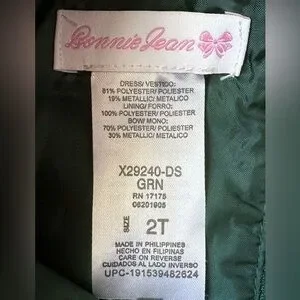 Bonnie Jean
DRESS/ VESTIDO:
81% POLYESTER/ POLIESTER
19% METALLIC/ METALICO
LINING/ FORRO:
100% POLYESTER/ POLIESTER
BOW/ MONO:
70% POLYESTER/ POLIESTER
30% METALLIC/ METALICO
X29240-DS
GRN
RN 17175
06201905
SIZE 2T
MADE IN PHILIPPINES
HECHO EN FILIPINAS
CARE ON REVERSE
CUIDADOS AL LADO INVERSO
UPC-191539482624